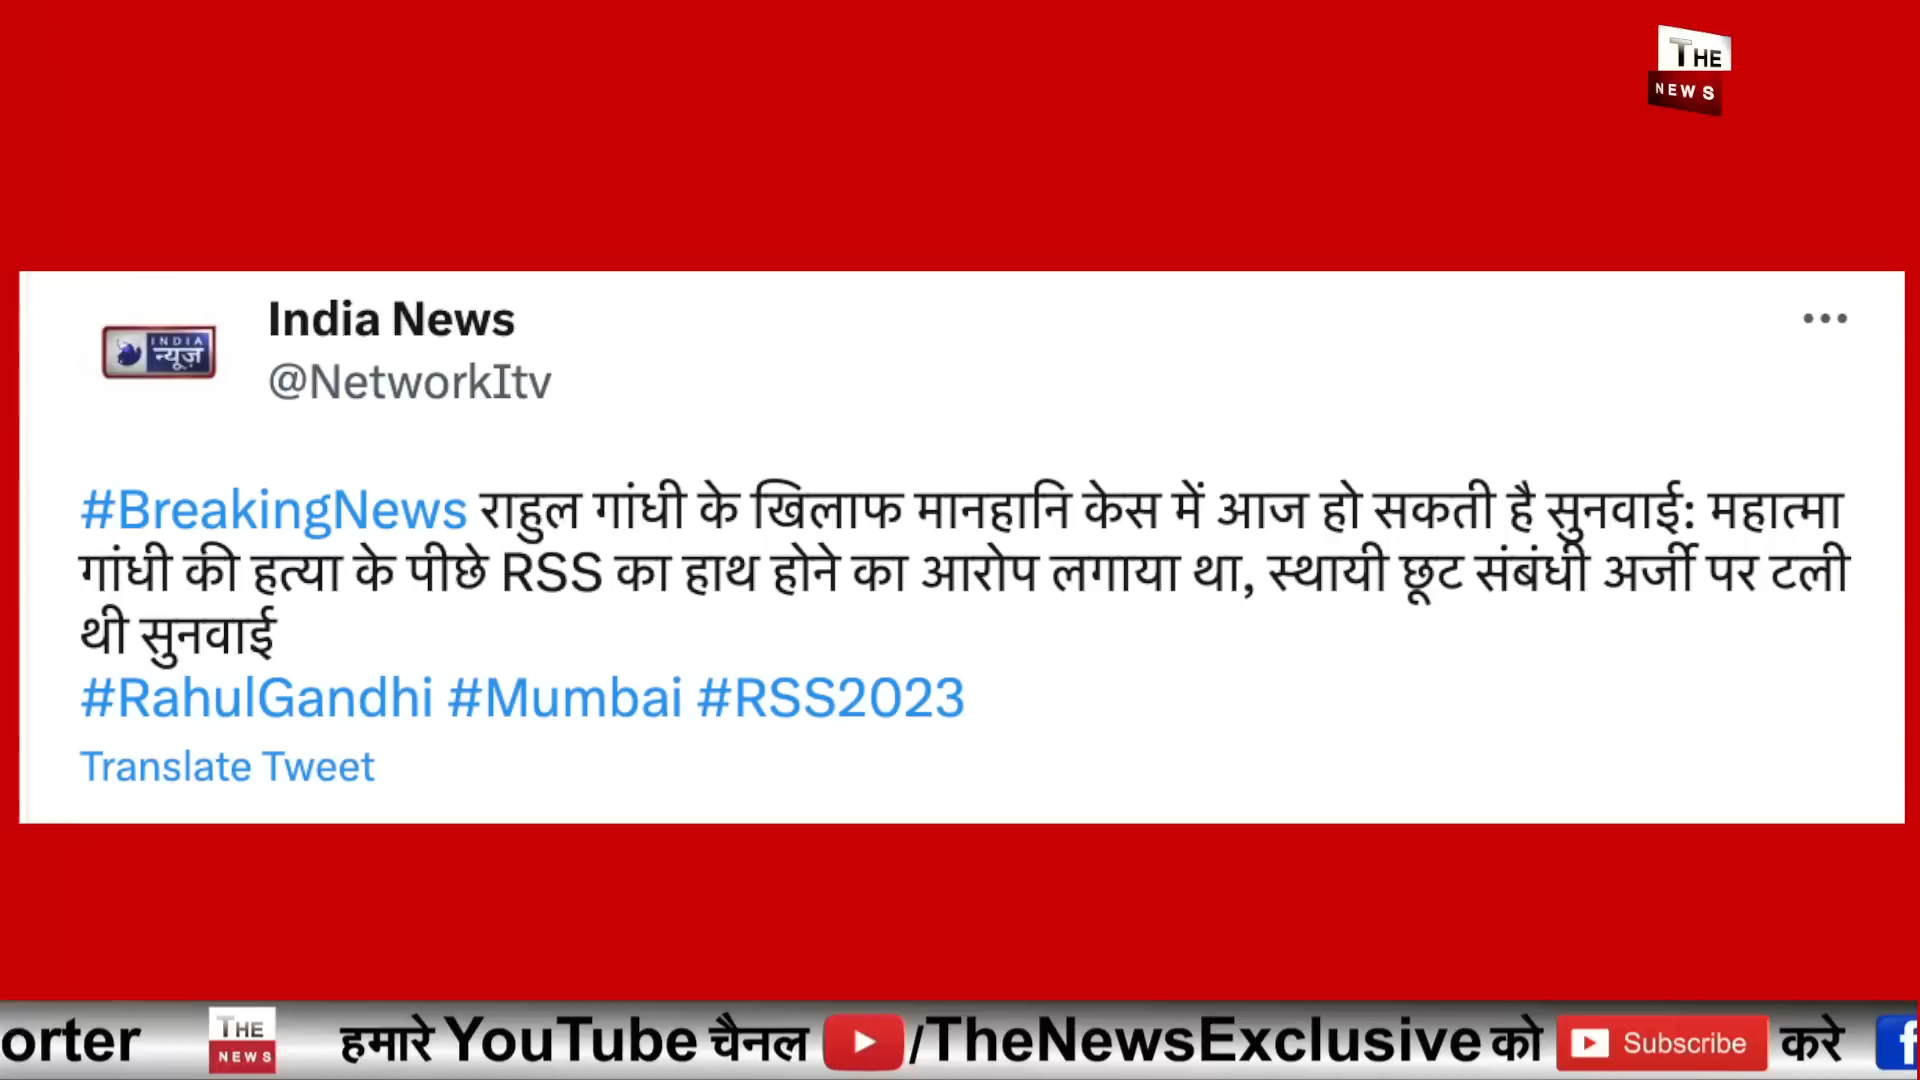 THE
NEWS
India News
INDIA
न्यूज़
@NetworkItv
#BreakingNews राहुल गांधी के खिलाफ मानहानि केस में आज हो सकती है सुनवाई: महात्मा
गांधी की हत्या के पीछे RSS का हाथ होने का आरोप लगाया था, स्थायी छूट संबंधी अर्जी पर टली
थी सुनवाई
#RahulGandhi #Mumbai #RSS2023
Translate Tweet
orter THE NEWS हमारे YouTube चैनल /TheNewsExclusive को Subscribe करे f